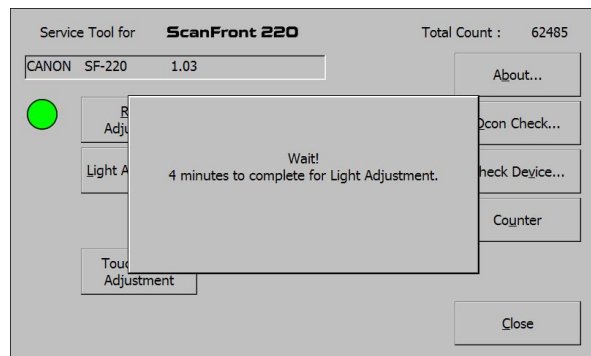 Service Tool for ScanFront 220 Total Count : 62485
CANON SF-220 1.03
About...
R
Adju
con Check...
Wait!
4 minutes to complete for Light Adjustment.
Light A
heck Device...
Counter
Touc
Adjustment
Close